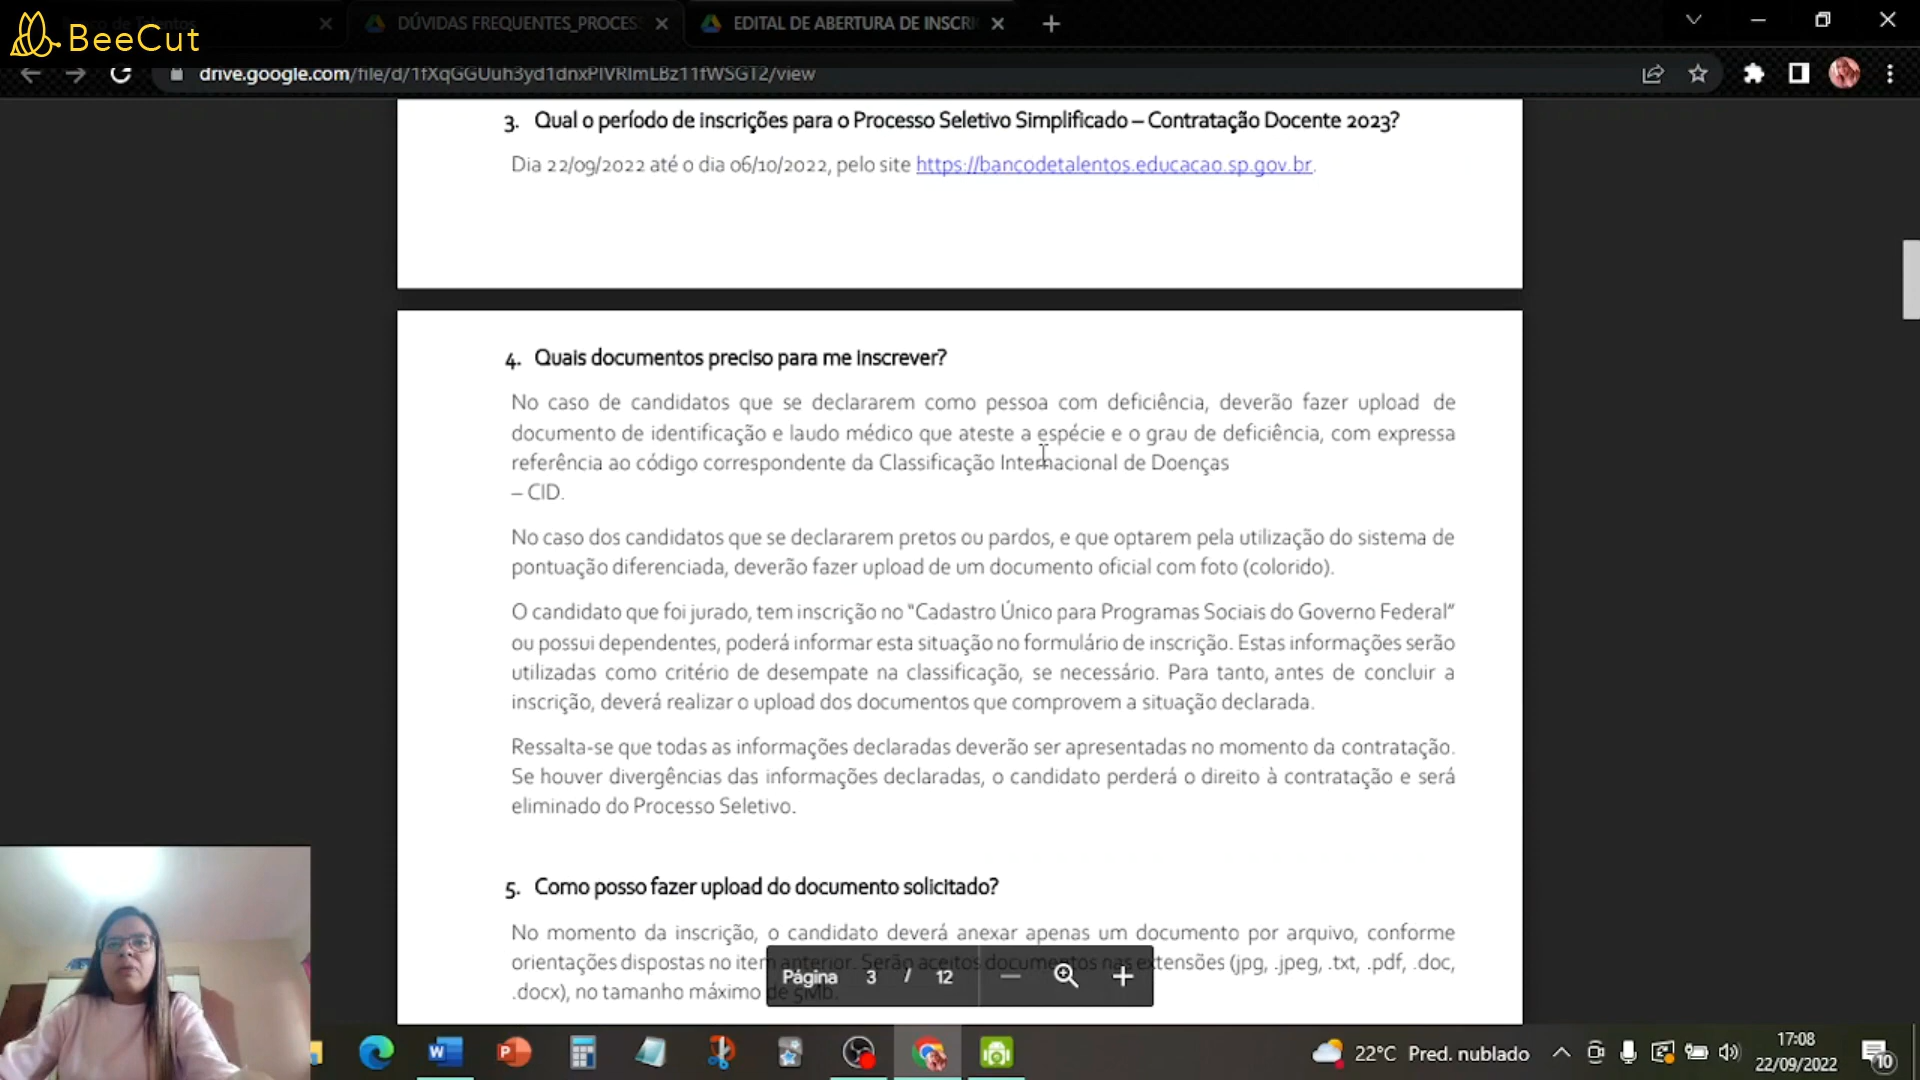 BeeCut
DÚVIDAS FREQUENTES_PROCES
EDITAL DE ABERTURA DE INSCRI
drive.google.com/file/d/1fXqGGUuh3yd1dnxPIVRImLBz11fWSGT2/view
3. Qual o período de inscrições para o Processo Seletivo Simplificado – Contratação Docente 2023?
Dia 22/09/2022 até o dia 06/10/2022, pelo site https://bancodetalentos.educacao.sp.gov.br.
4. Quais documentos preciso para me inscrever?
No caso de candidatos que se declararem como pessoa com deficiência, deverão fazer upload de
documento de identificação e laudo médico que ateste a espécie e o grau de deficiência, com expressa
referência ao código correspondente da Classificação Internacional de Doenças
– CID.
No caso dos candidatos que se declararem pretos ou pardos, e que optarem pela utilização do sistema de
pontuação diferenciada, deverão fazer upload de um documento oficial com foto (colorido).
O candidato que foi jurado, tem inscrição no "Cadastro Único para Programas Sociais do Governo Federal"
ou possui dependentes, poderá informar esta situação no formulário de inscrição. Estas informações serão
utilizadas como critério de desempate na classificação, se necessário. Para tanto, antes de concluir a
inscrição, deverá realizar o upload dos documentos que comprovem a situação declarada.
Ressalta-se que todas as informações declaradas deverão ser apresentadas no momento da contratação.
Se houver divergências das informações declaradas, o candidato perderá o direito à contratação e será
eliminado do Processo Seletivo.
5. Como posso fazer upload do documento solicitado?
No momento da inscrição, o candidato deverá anexar apenas um documento por arquivo, conforme
orientações dispostas no item anterior. Serão aceitos documentos nas extensões (jpg, .jpeg, .txt, .pdf, .doc,
.docx), no tamanho máximo de 5Mb.
Página 3 / 12
22°C Pred. nublado
17:08
22/09/2022
10